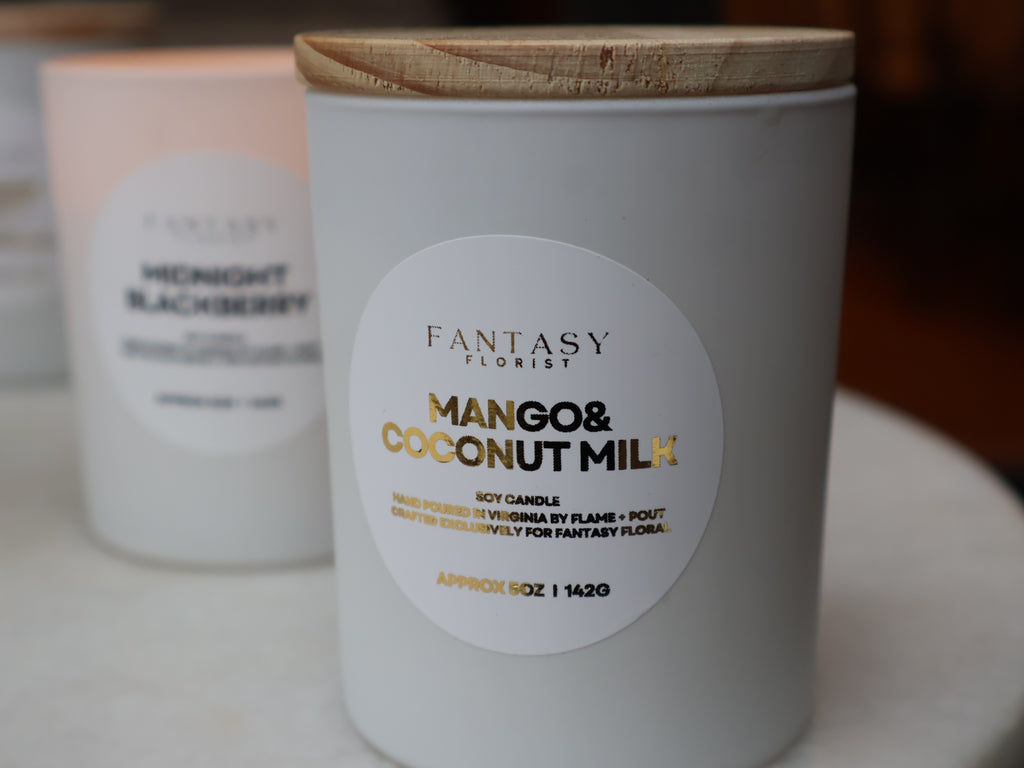 FANTASY
FLORIST
MANGO&
COCONUT MILK
SOY CANDLE
HAND POURED IN VIRGINIA BY FLAME + POUT
CRAFTED EXCLUSIVELY FOR FANTASY FLORAL
APPROX 5OZ | 142G
FANTASY
FLORIST
MIDNIGHT
BLACKBERRY